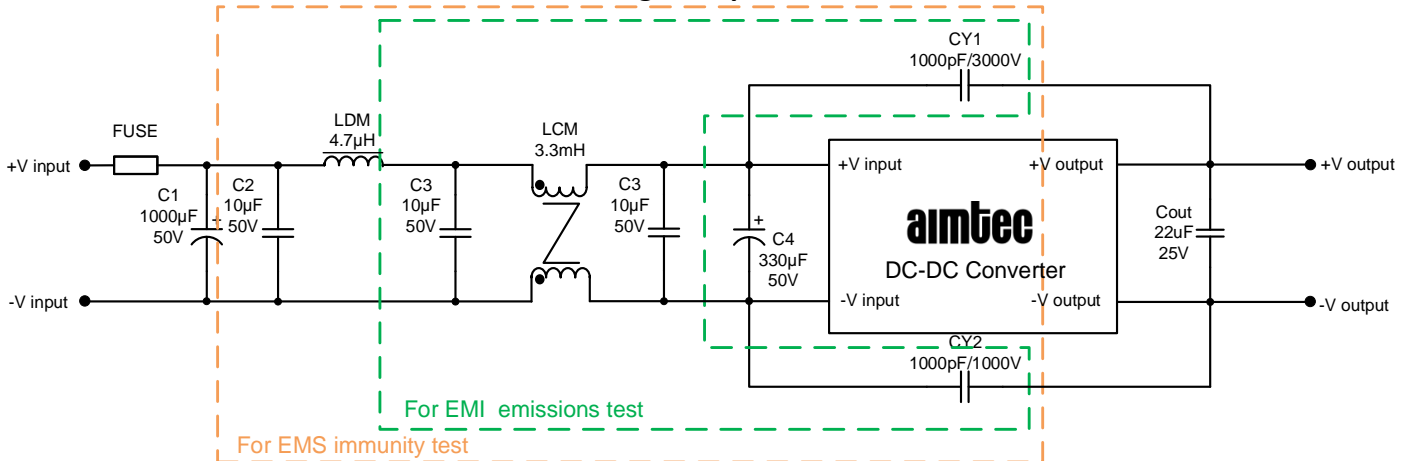 CY1
1000pF/3000V
FUSE
LDM
4.7µH
LCM
3.3mH
+V input
+V input
+V output
+V output
C1
1000µF
50V
+
C2
10µF
50V
C3
10µF
50V
C3
10µF
50V
+
C4
330µF
50V
aimtec
DC-DC Converter
Cout
22uF
25V
-V input
-V input
-V output
-V output
CY2
1000pF/1000V
For EMI emissions test
For EMS immunity test